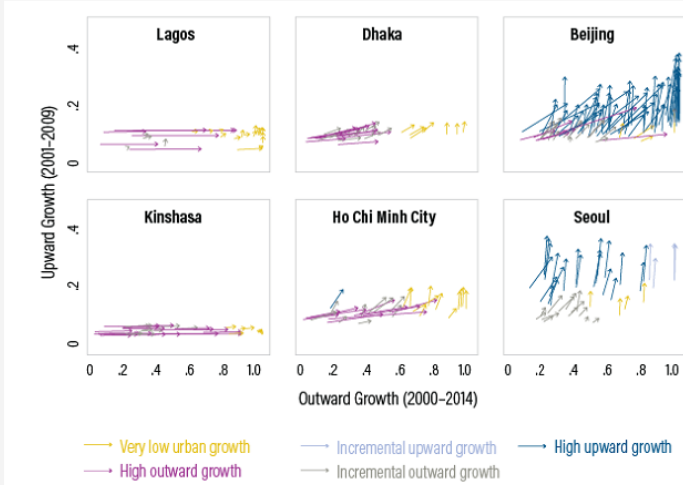 Lagos
Dhaka
Beijing
.4
.2
0
Upward Growth (2001–2009)
Kinshasa
Ho Chi Minh City
Seoul
.4
.2
0
0 .2 .4 .6 .8 1.0 0 .2 .4 .6 .8 1.0 0 .2 .4 .6 .8 1.0
Outward Growth (2000–2014)
Very low urban growth
Incremental upward growth
High upward growth
High outward growth
Incremental outward growth